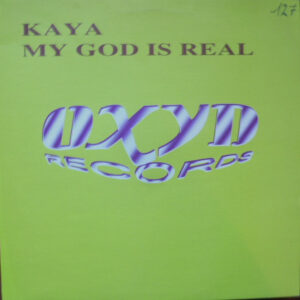 KAYA
MY GOD IS REAL
127
OXYD
RECORDS